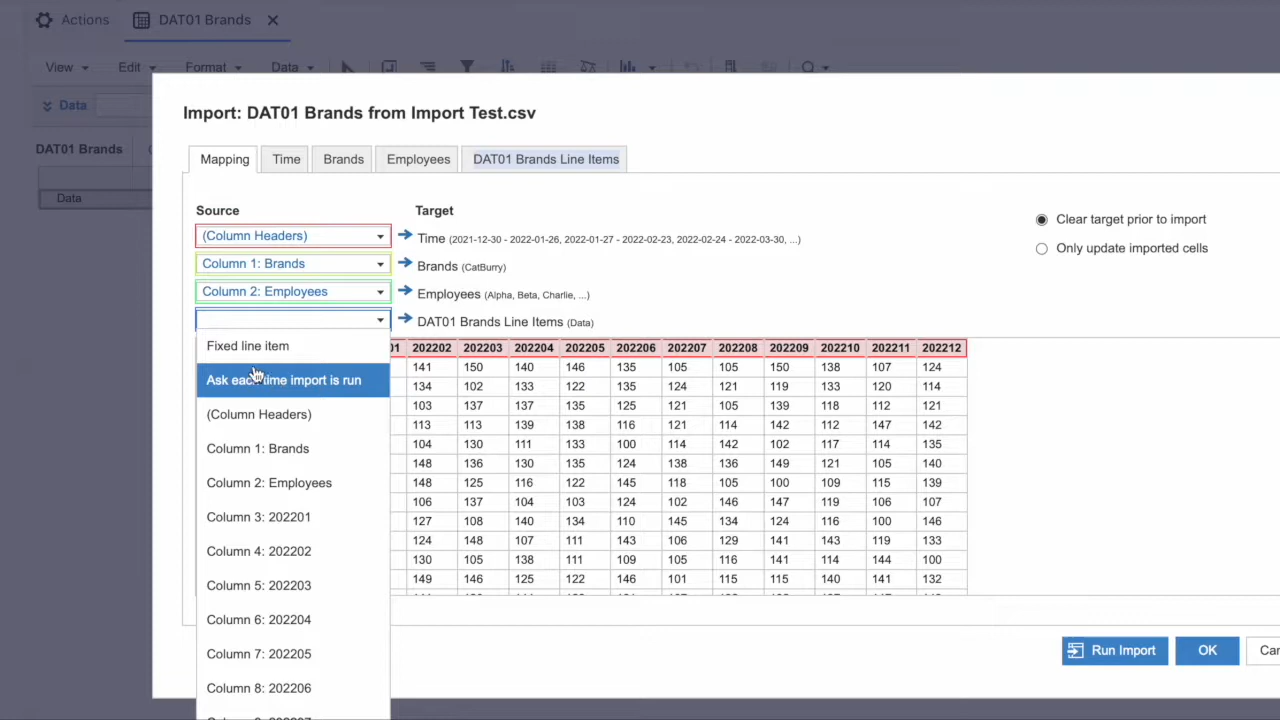 Actions DAT01 Brands
View Edit Format Data
Data
DAT01 Brands
Data
Import: DAT01 Brands from Import Test.csv
Mapping Time Brands Employees DAT01 Brands Line Items
Source Target
(Column Headers) Time (2021-12-30 - 2022-01-26, 2022-01-27 - 2022-02-23, 2022-02-24 - 2022-03-30, ...)
Column 1: Brands Brands (CatBurry)
Column 2: Employees Employees (Alpha, Beta, Charlie, ...)
DAT01 Brands Line Items (Data)
Clear target prior to import
Only update imported cells
Fixed line item
Ask each time import is run
(Column Headers)
Column 1: Brands
Column 2: Employees
Column 3: 202201
Column 4: 202202
Column 5: 202203
Column 6: 202204
Column 7: 202205
Column 8: 202206
01 202202 202203 202204 202205 202206 202207 202208 202209 202210 202211 202212
141 150 140 146 135 105 105 150 138 107 124
134 102 133 122 135 124 121 119 133 120 114
103 137 137 135 125 121 105 139 118 112 121
113 113 139 138 116 121 114 142 112 147 142
104 130 111 133 100 114 142 102 117 114 135
148 136 130 135 124 138 136 149 121 105 140
148 125 116 122 145 118 105 100 109 115 139
106 137 104 103 124 102 146 147 119 106 107
127 108 140 134 110 145 134 124 116 100 146
124 148 107 111 143 106 129 141 143 119 133
130 105 138 111 109 105 116 141 114 144 100
149 146 125 122 146 101 115 115 140 141 132
Run Import OK Can